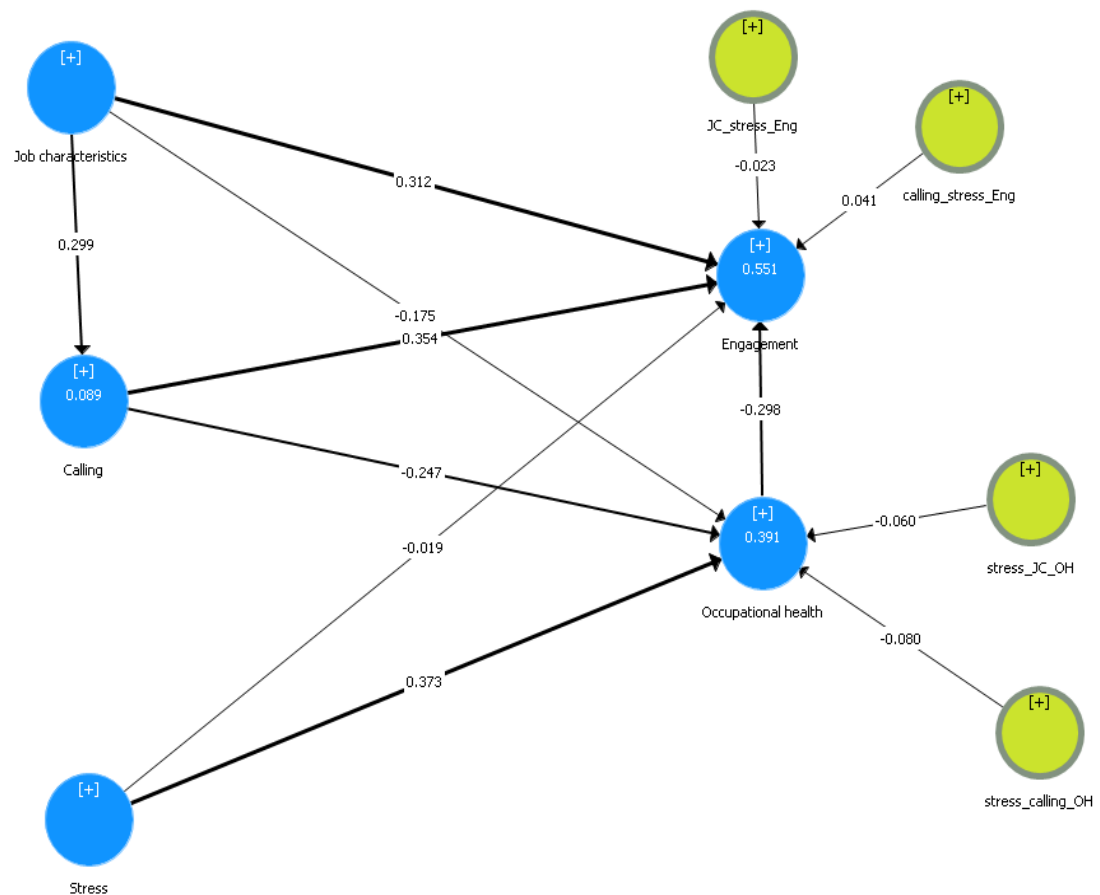 [+]
JC_stress_Eng
[+]
Job characteristics
[+]
calling_stress_Eng
-0.023
0.312
0.041
0.299
[+]
0.551
Engagement
-0.175
0.354
[+]
0.089
Calling
-0.298
-0.247
[+]
stress_JC_OH
-0.019
[+]
0.391
Occupational health
-0.060
-0.080
0.373
[+]
stress_calling_OH
[+]
Stress